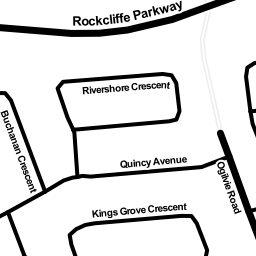 Rockcliffe Parkway
Rivershore Crescent
Buchanan Crescent
Quincy Avenue
Ogilvie Road
Kings Grove Crescent